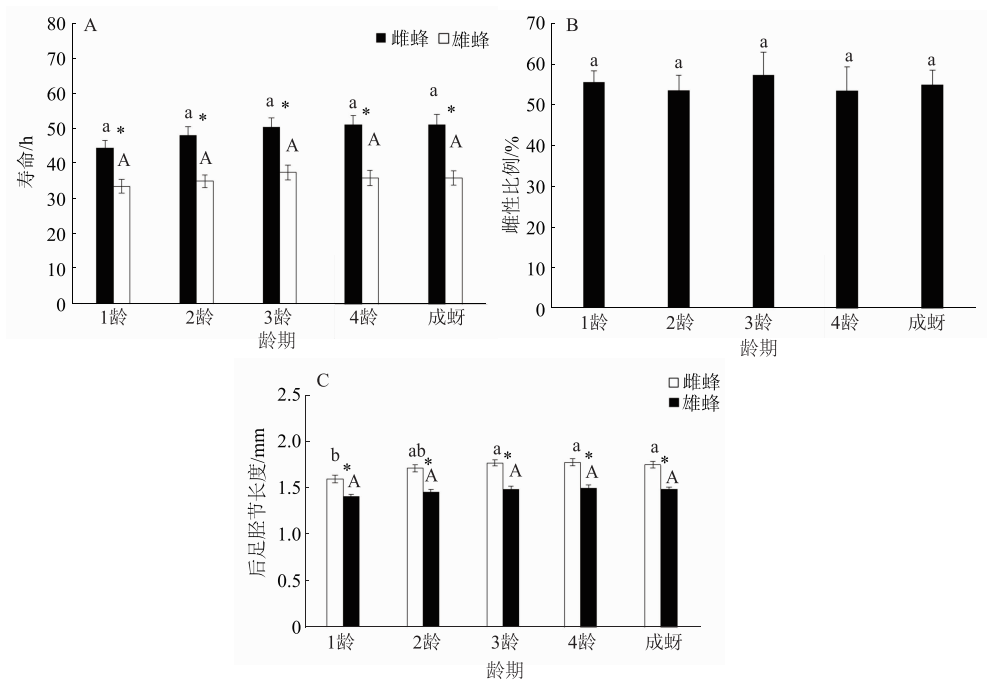 A
雌蜂 雄蜂
80
70
60
50
40
30
20
10
0
寿命/h
a * A
a * A
a * A
a * A
a * A
1龄 2龄 3龄 4龄 成蚜
龄期
B
70
60
50
40
30
20
10
0
雌性比例/%
a a a a a
1龄 2龄 3龄 4龄 成蚜
龄期
C
雌蜂
雄蜂
2.5
2.0
1.5
1.0
0.5
0
后足胫节长度/mm
b * A
ab * A
a * A
a * A
a * A
1龄 2龄 3龄 4龄 成蚜
龄期